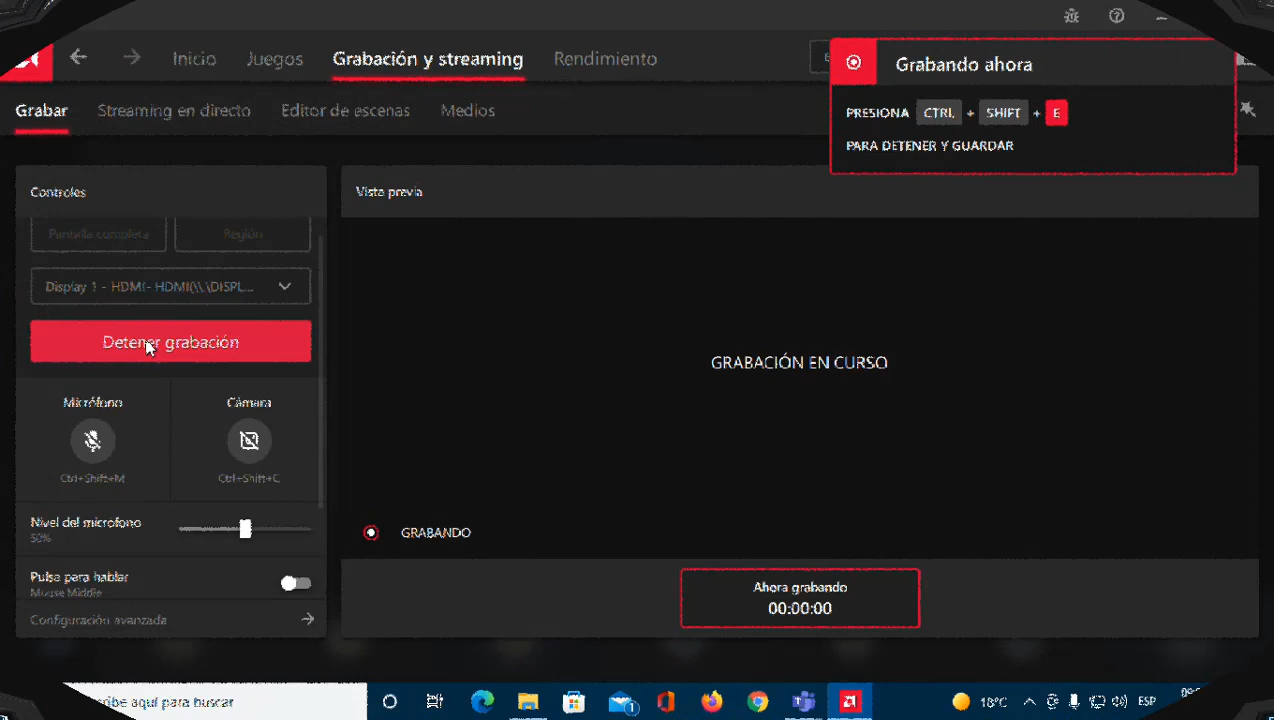 Inicio Juegos Grabación y streaming Rendimiento
Grabando ahora
PRESIONA CTRL + SHIFT + E
PARA DETENER Y GUARDAR
Grabar Streaming en directo Editor de escenas Medios
Controles
Vista previa
Pantalla completa Región
Display 1 - HDMI- HDMI(\\.\DISPL...
Detener grabación
GRABACIÓN EN CURSO
Micrófono Cámara
Ctrl+Shift+M Ctrl+Shift+C
Nivel del micrófono
50%
GRABANDO
Pulsa para hablar
Mouse Middle
Configuración avanzada
Ahora grabando
00:00:00
aquí para buscar
1
18°C
ESP